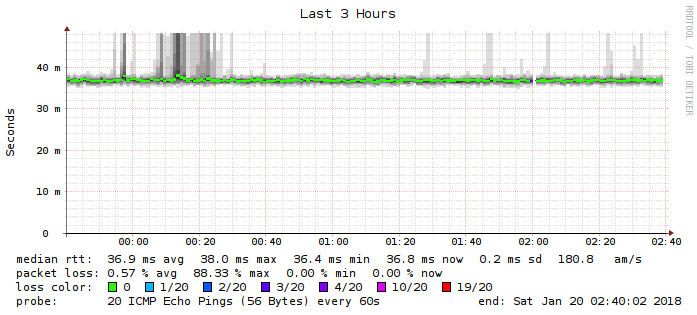 Last 3 Hours
RRDTOOL / TOBI OETIKER
Seconds
40 m
30 m
20 m
10 m
0
00:00 00:20 00:40 01:00 01:20 01:40 02:00 02:20 02:40
median rtt: 36.9 ms avg 38.0 ms max 36.4 ms min 36.8 ms now 0.2 ms sd 180.8 am/s
packet loss: 0.57 % avg 88.33 % max 0.00 % min 0.00 % now
loss color: 0 1/20 2/20 3/20 4/20 10/20 19/20
probe: 20 ICMP Echo Pings (56 Bytes) every 60s end: Sat Jan 20 02:40:02 2018